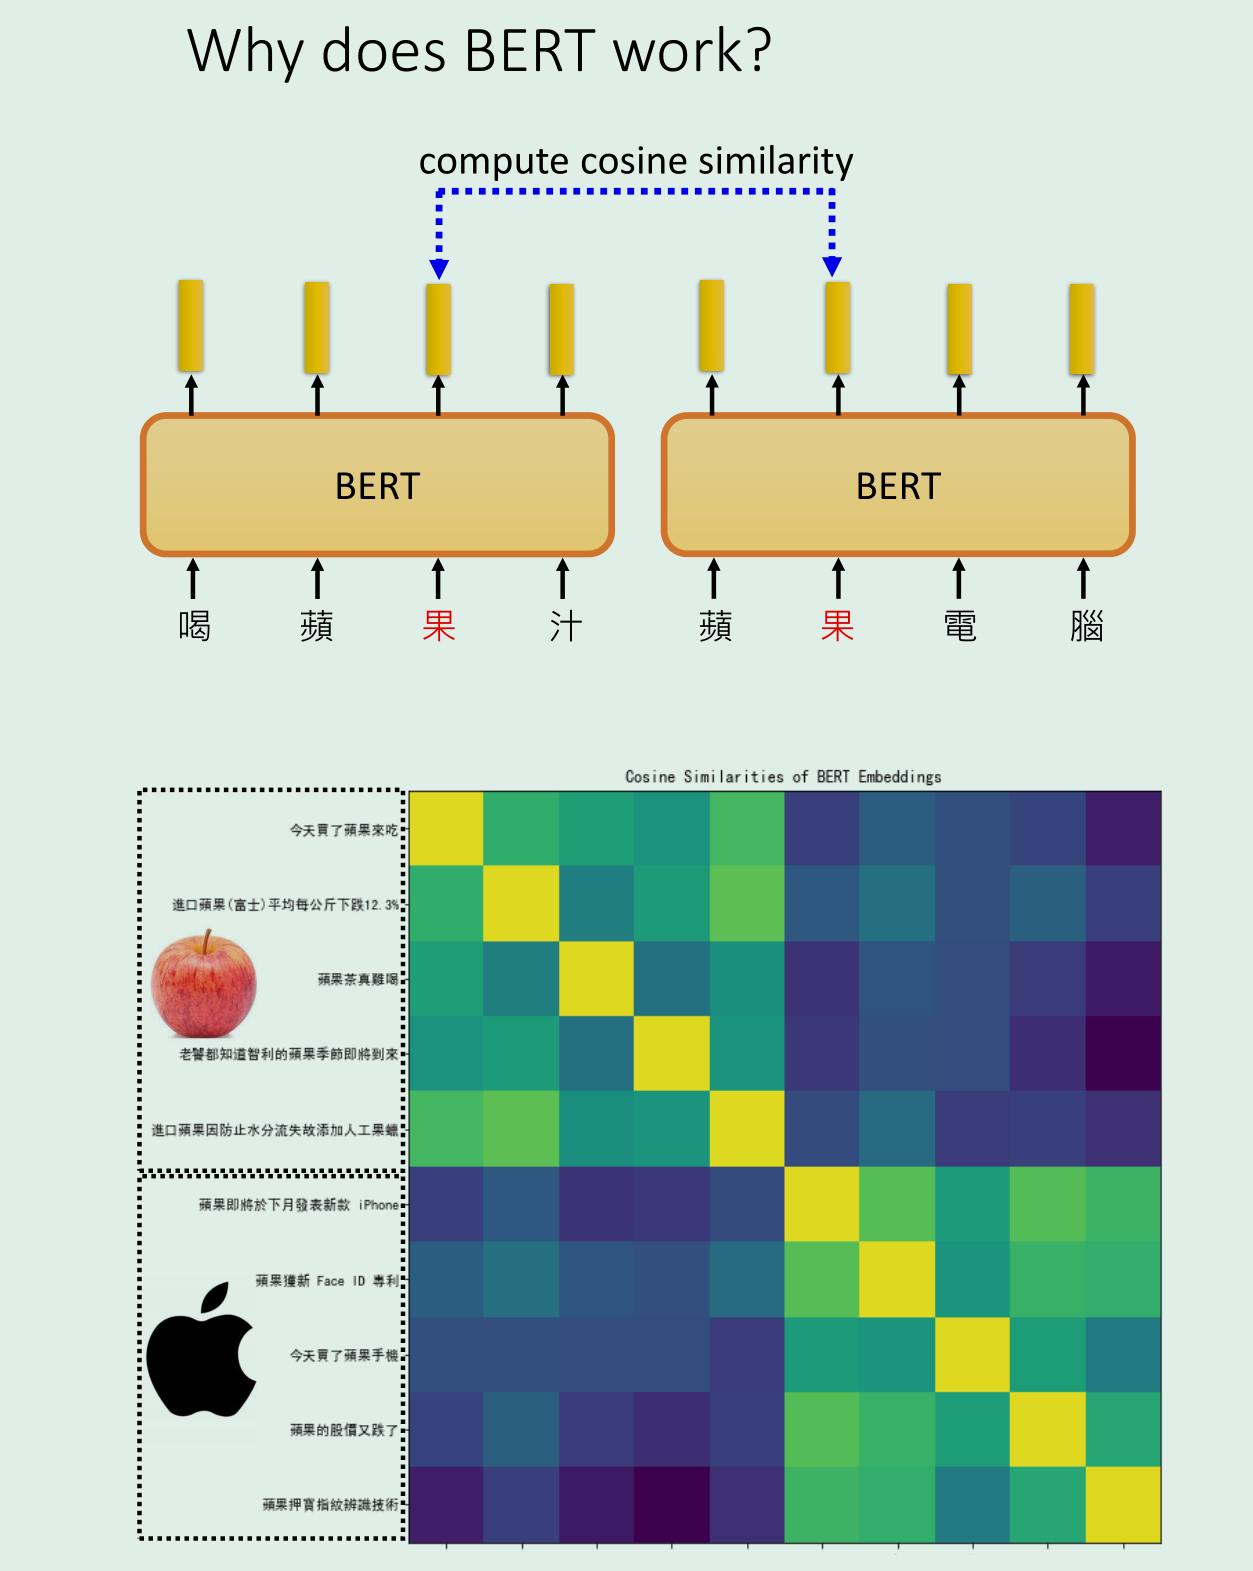 Why does BERT work?
compute cosine similarity
BERT BERT
喝 蘋 果 汁 蘋 果 電 腦
Cosine Similarities of BERT Embeddings
今天買了蘋果來吃
進口蘋果(富士)平均每公斤下跌12.3%
蘋果茶真難喝
老饕都知道智利的蘋果季節即將到來
進口蘋果因防止水分流失故添加人工果蠟
蘋果即將於下月發表新款 iPhone
蘋果獲新 Face ID 專利
今天買了蘋果手機
蘋果的股價又跌了
蘋果押寶指紋辨識技術